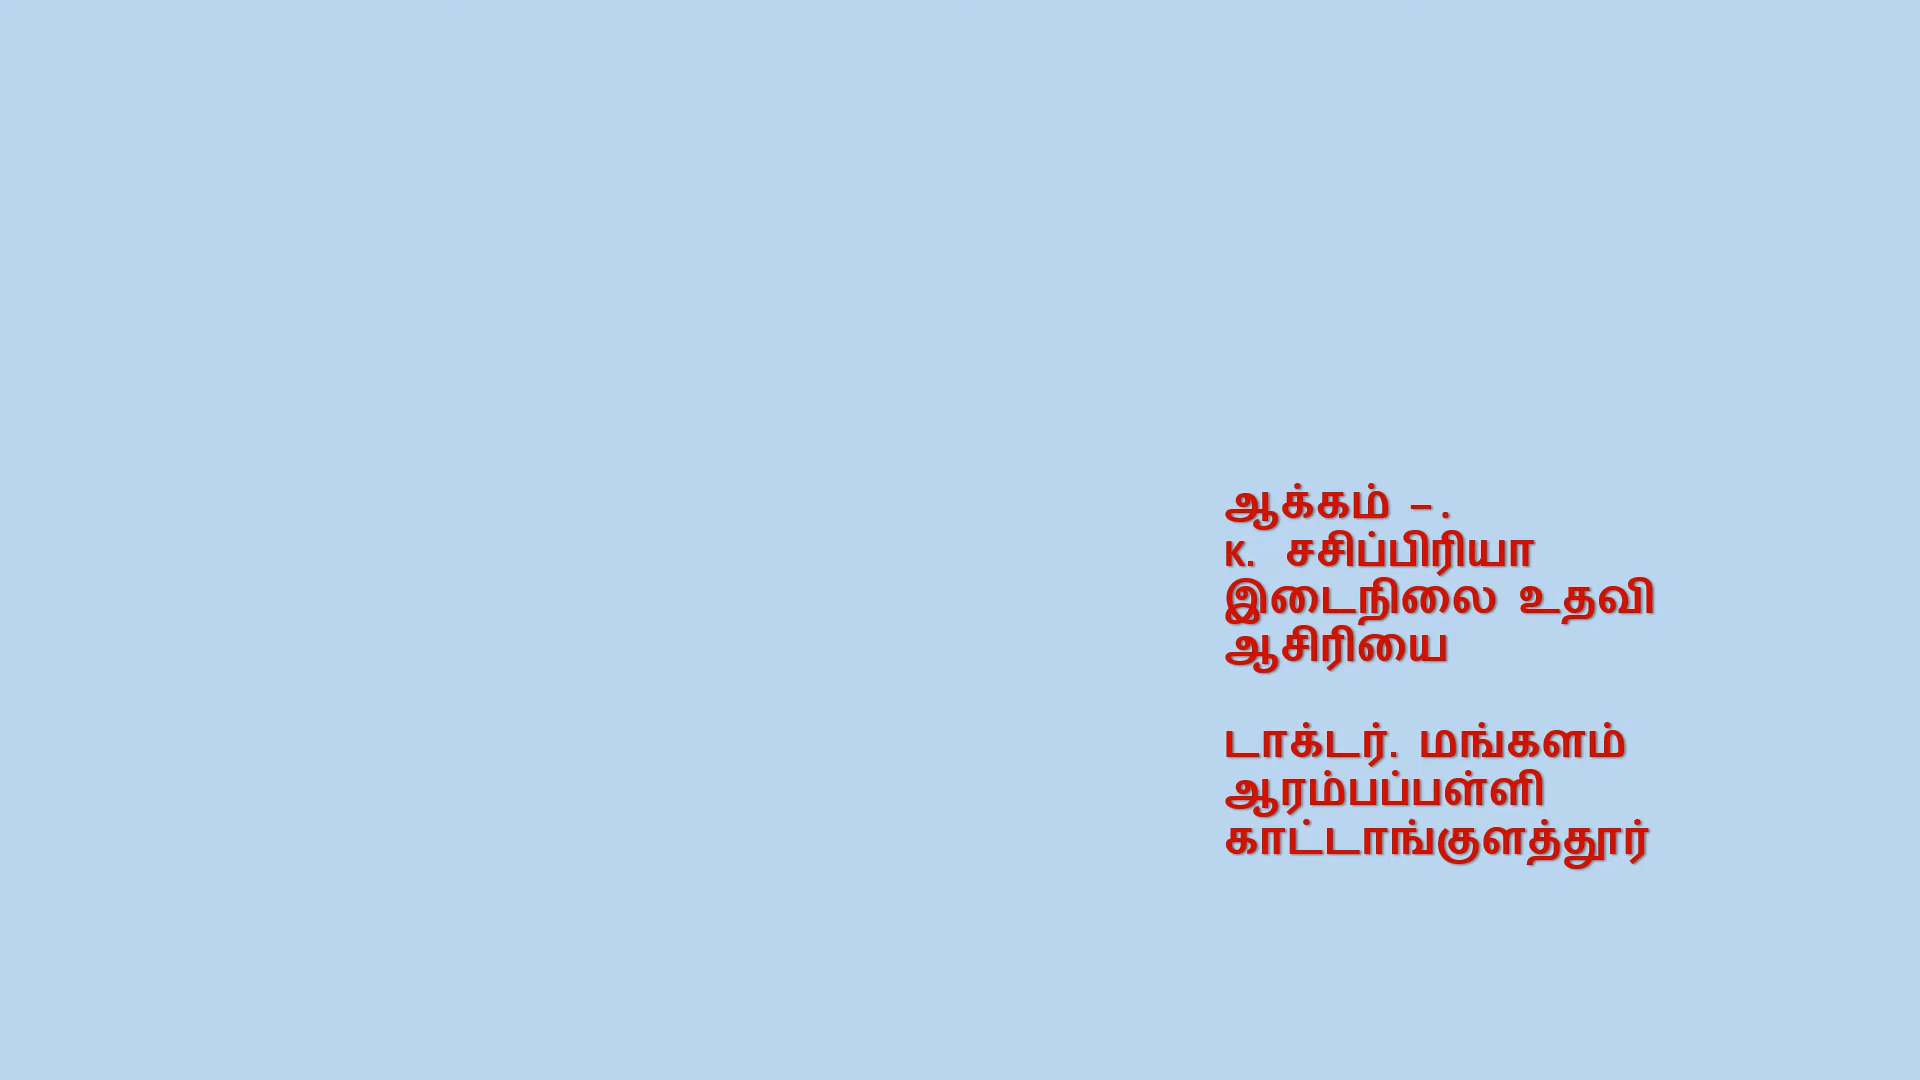 ஆக்கம் – .
K. சசிப்பிரியா
இடைநிலை உதவி
ஆசிரியை
டாக்டர். மங்களம்
ஆரம்பப்பள்ளி
காட்டாங்குளத்தூர்